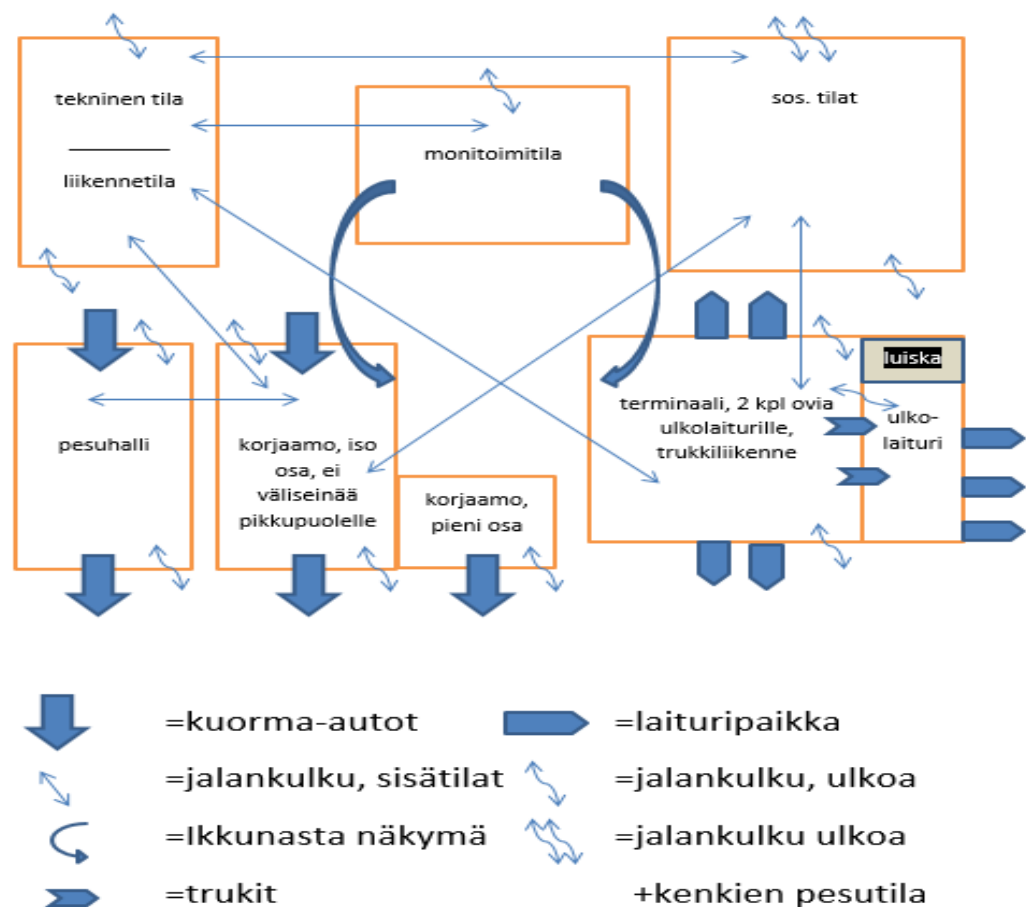 tekninen tila
liikennetila
monitoimitila
sos. tilat
pesuhalli
korjaamo, iso
osa, ei
väliseinää
pikkupuolelle
korjaamo,
pieni osa
terminaali, 2 kpl ovia
ulkolaiturille,
trukkiliikenne
luiska
ulko-
laituri
=kuorma-autot
=laituripaikka
=jalankulku, sisätilat
=jalankulku, ulkoa
=Ikkunasta näkymä
=jalankulku ulkoa
=trukit
+kenkien pesutila